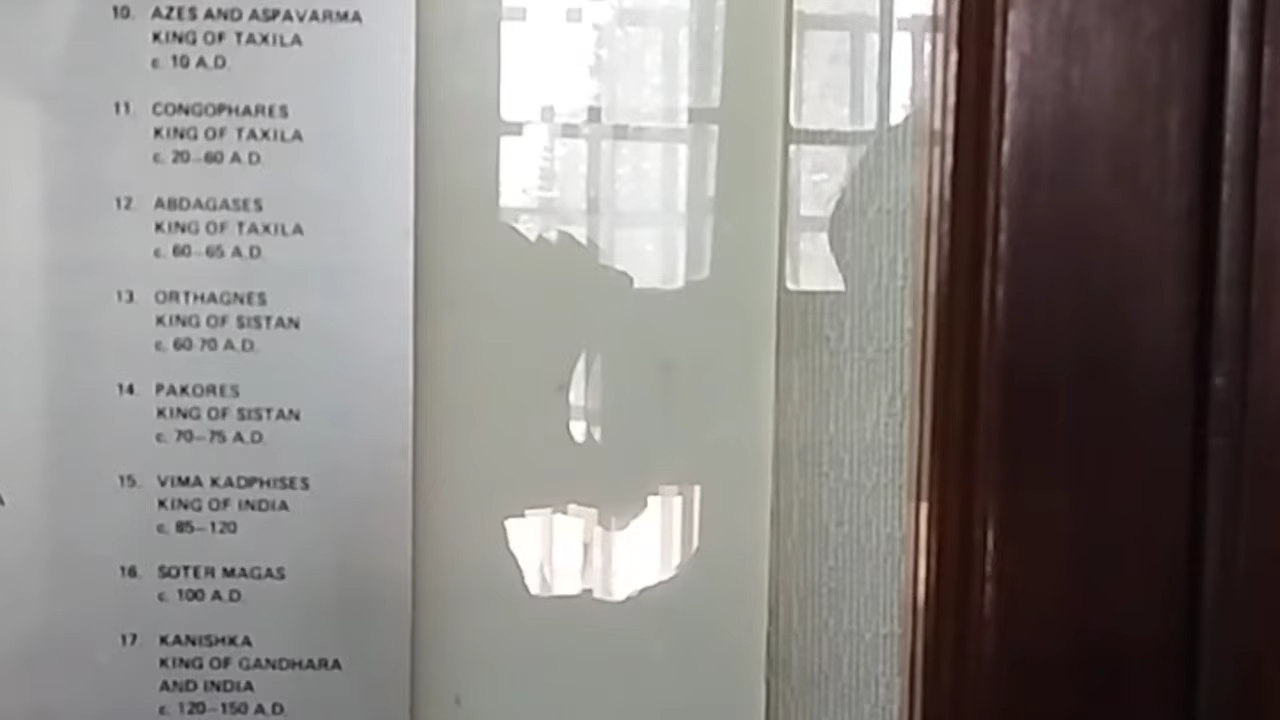 10. AZES AND ASPAVARMA
KING OF TAXILA
c. 10 A.D.
11. CONGOPHARES
KING OF TAXILA
c. 20–60 A.D.
12. ABDAGASES
KING OF TAXILA
c. 60–65 A.D.
13. ORTHAGNES
KING OF SISTAN
c. 60-70 A.D.
14. PAKORES
KING OF SISTAN
c. 70–75 A.D.
15. VIMA KADPHISES
KING OF INDIA
c. 85–120
16. SOTER MAGAS
c. 100 A.D.
17. KANISHKA
KING OF GANDHARA
AND INDIA
c. 120–150 A.D.